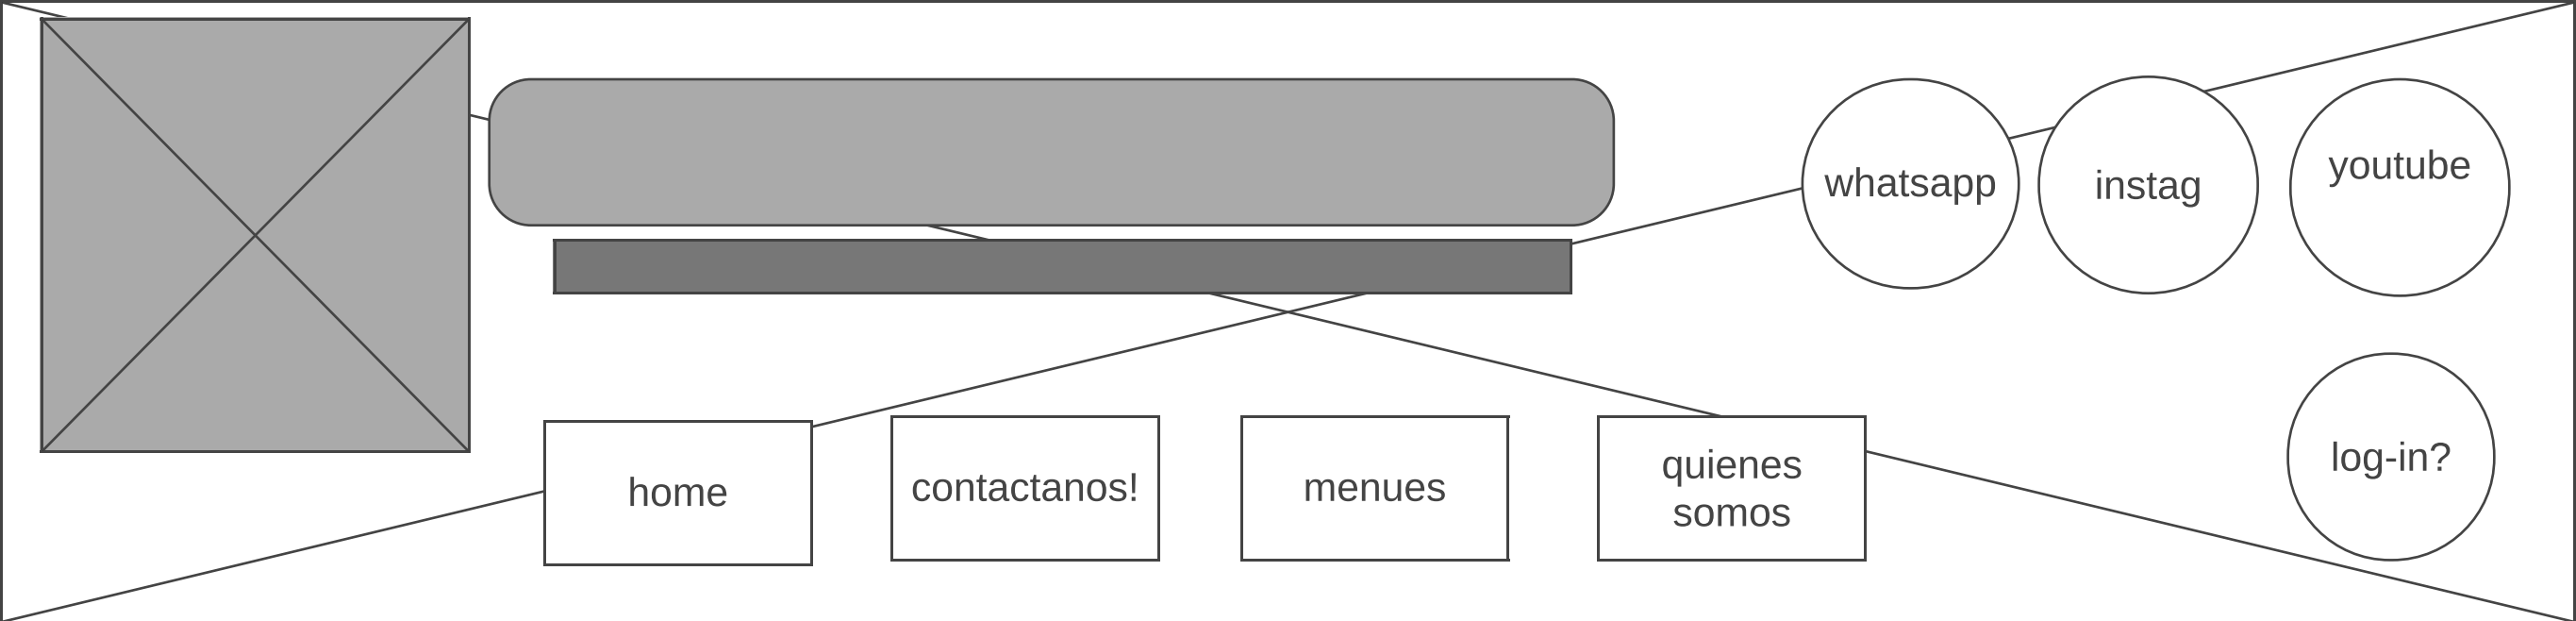 whatsapp
instag
youtube
home
contactanos!
menues
quienes
somos
log-in?